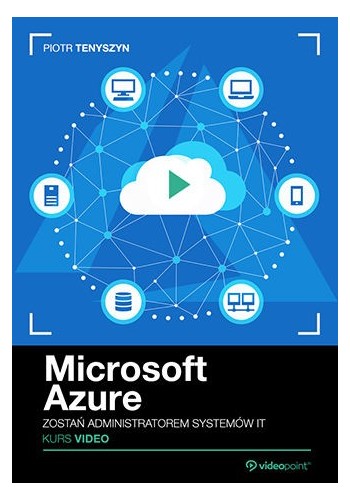 PIOTR TENYSZYN
Microsoft
Azure
ZOSTAŃ ADMINISTRATOREM SYSTEMÓW IT
KURS VIDEO
videopoint